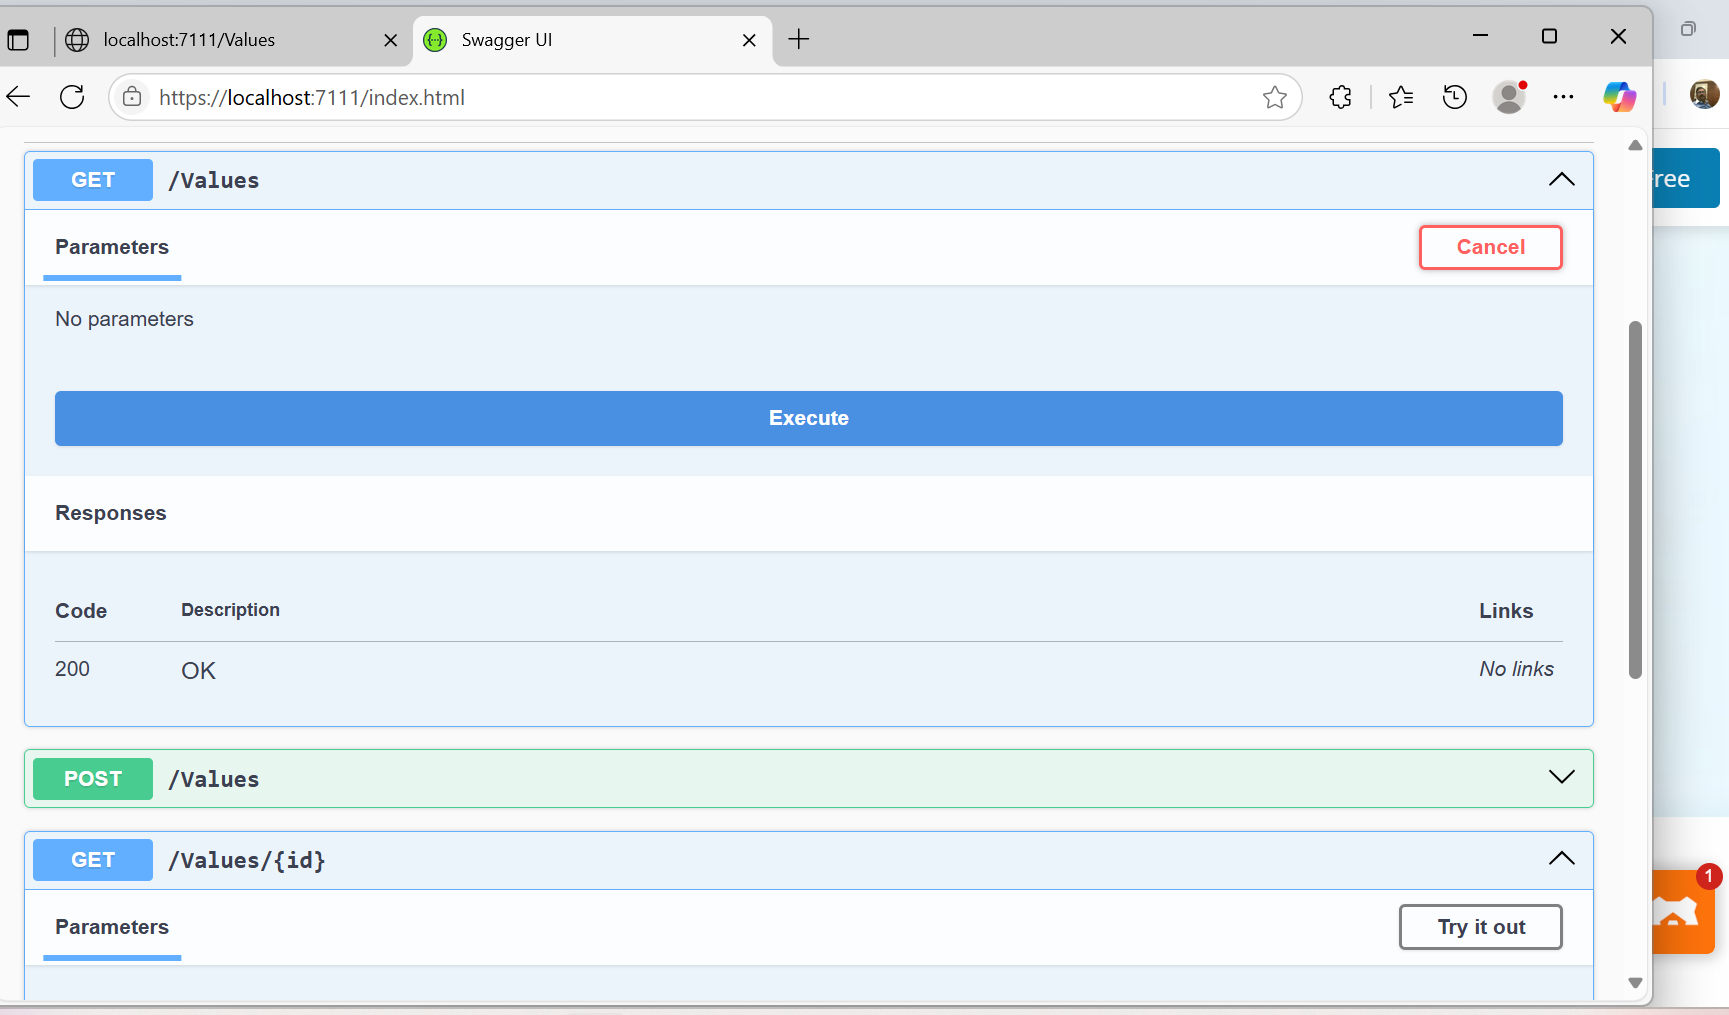 localhost:7111/Values
Swagger UI
https://localhost:7111/index.html
GET /Values
Parameters
Cancel
No parameters
Execute
Responses
Code Description Links
200 OK No links
POST /Values
GET /Values/{id}
Parameters
Try it out
1